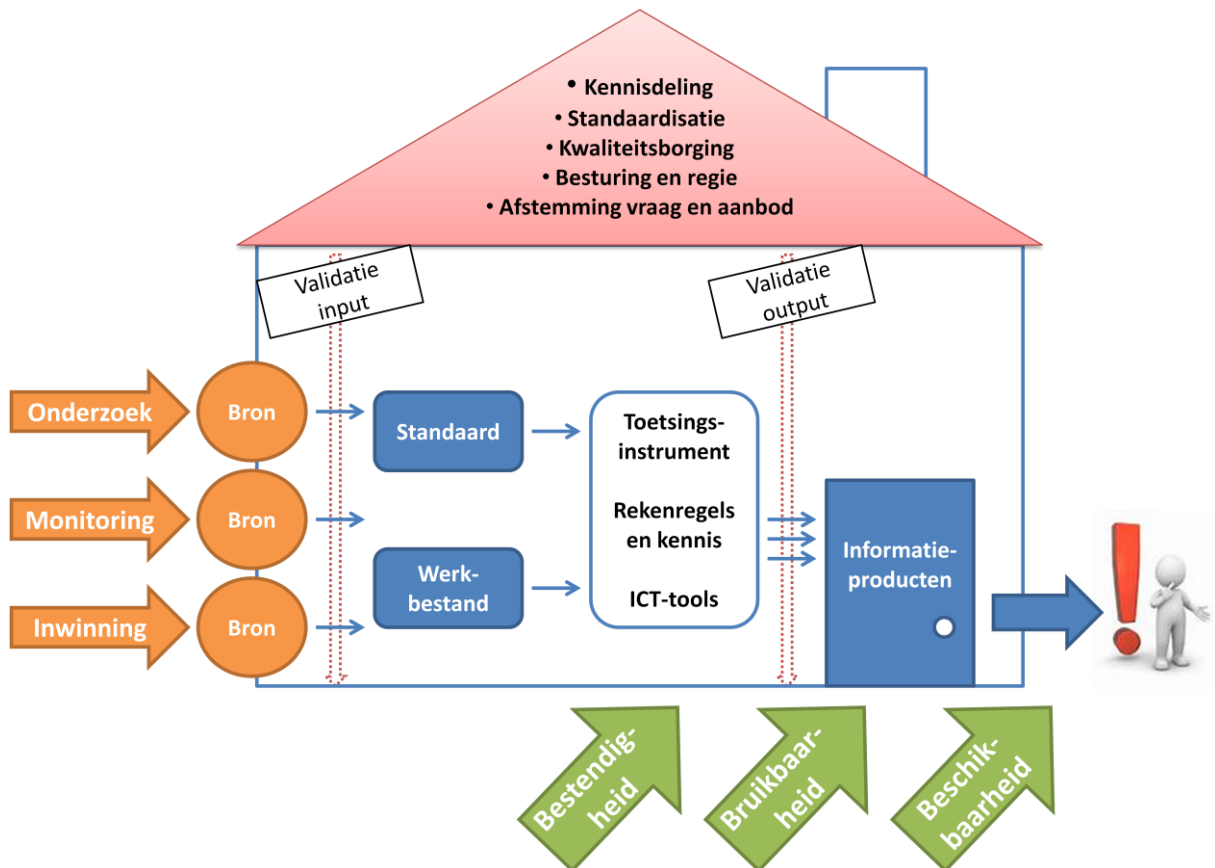 • Kennisdeling
• Standaardisatie
• Kwaliteitsborging
• Besturing en regie
• Afstemming vraag en aanbod
Validatie
input
Validatie
output
Onderzoek
Bron
Standaard
Toetsings-
instrument
Monitoring
Bron
Rekenregels
en kennis
Informatie-
producten
Werk-
bestand
ICT-tools
Inwinning
Bron
Bestendig-
heid
Bruikbaar-
heid
Beschik-
baarheid